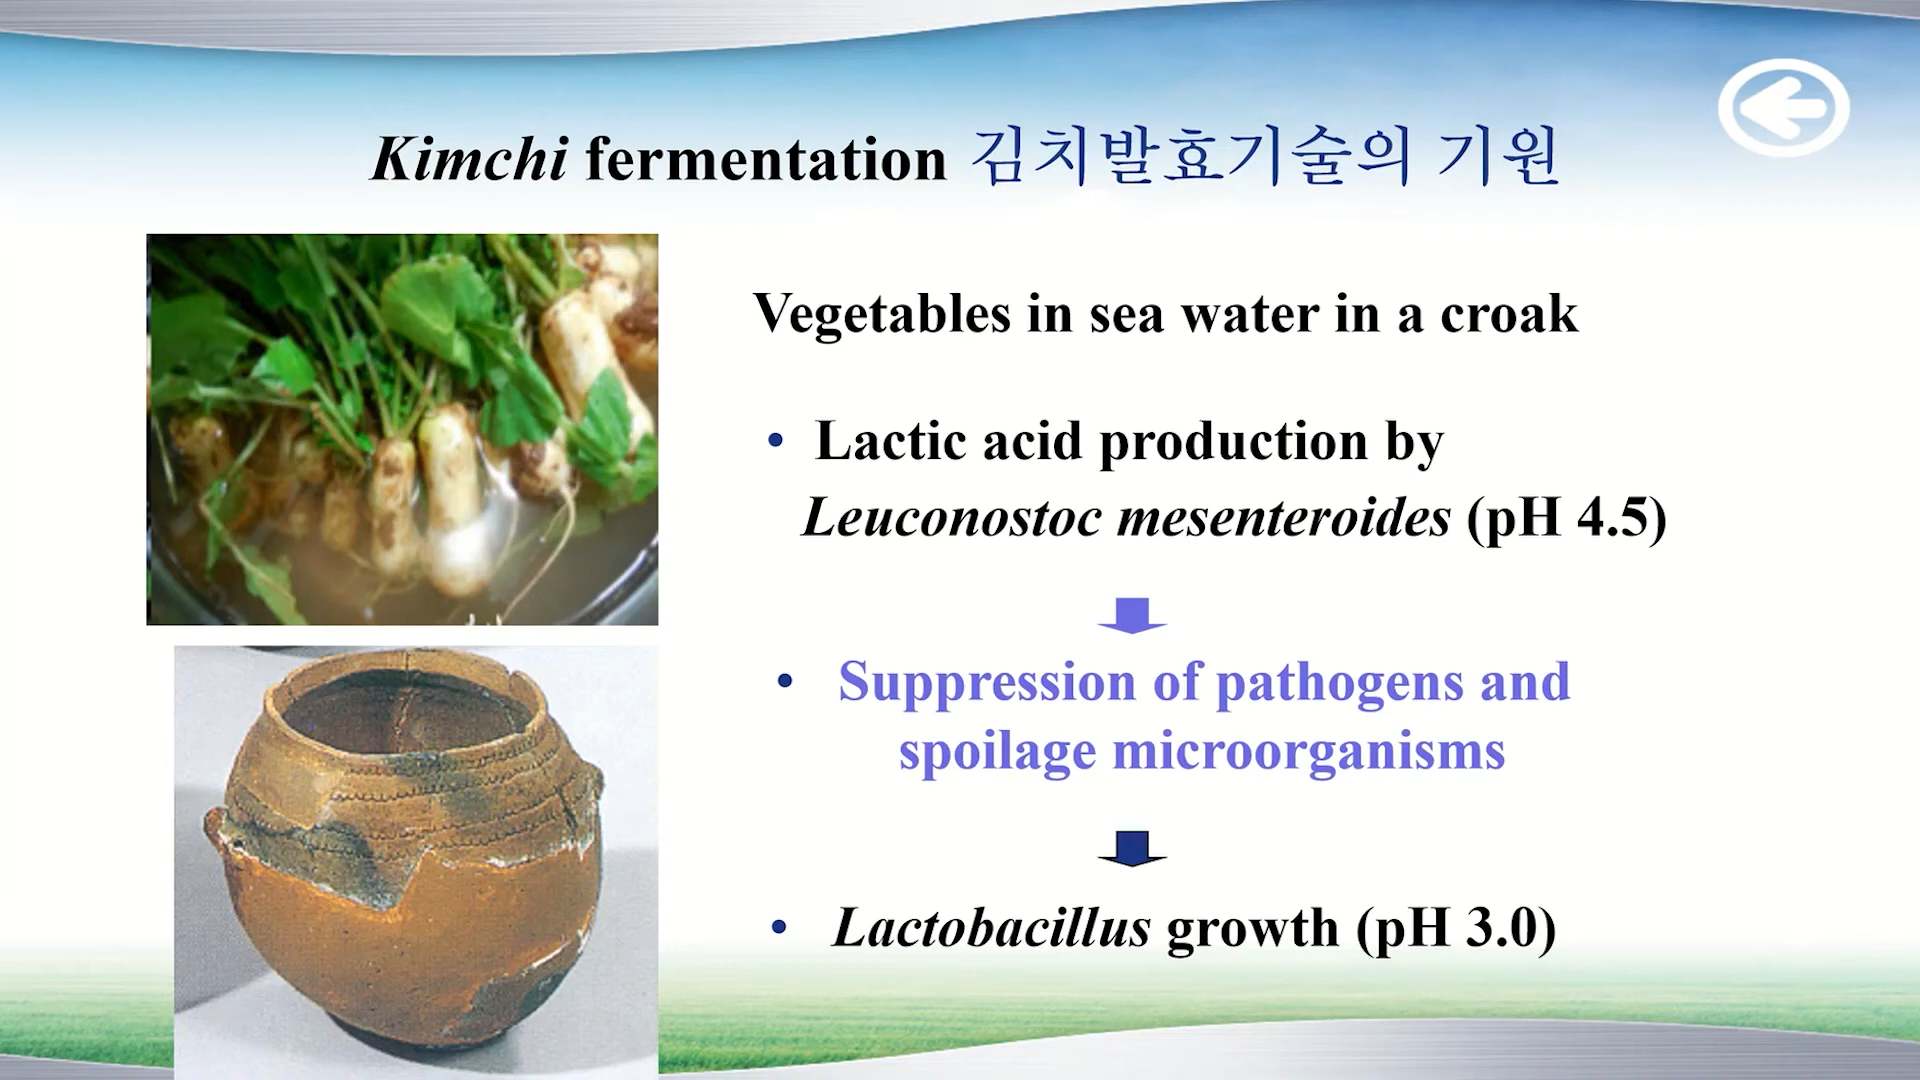 Kimchi fermentation 김치발효기술의 기원
Vegetables in sea water in a croak
• Lactic acid production by
Leuconostoc mesenteroides (pH 4.5)
• Suppression of pathogens and
spoilage microorganisms
• Lactobacillus growth (pH 3.0)